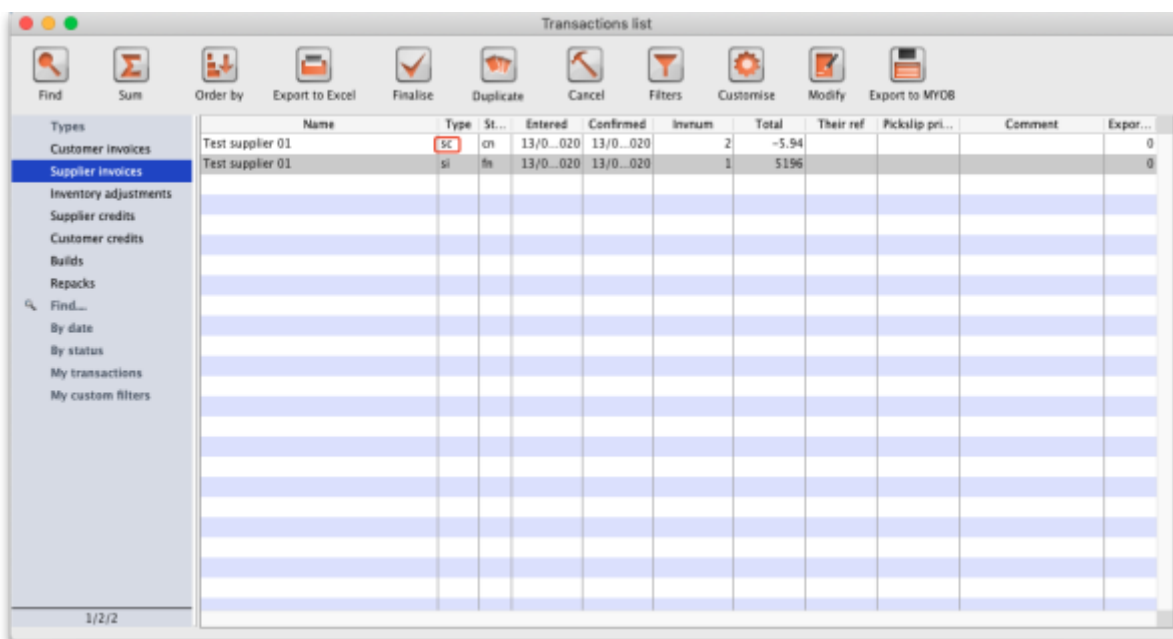 Transactions list
Find Sum Order by Export to Excel Finalise Duplicate Cancel Filters Customise Modify Export to MYOB
Types
Customer invoices
Supplier invoices
Inventory adjustments
Supplier credits
Customer credits
Builds
Repacks
Find...
By date
By status
My transactions
My custom filters
1/2/2
Name Type St... Entered Confirmed Invnum Total Their ref Pickslip pri... Comment Expor...
Test supplier 01 sc cn 13/0...020 13/0...020 2 -5.94 0
Test supplier 01 si fn 13/0...020 13/0...020 1 5196 0